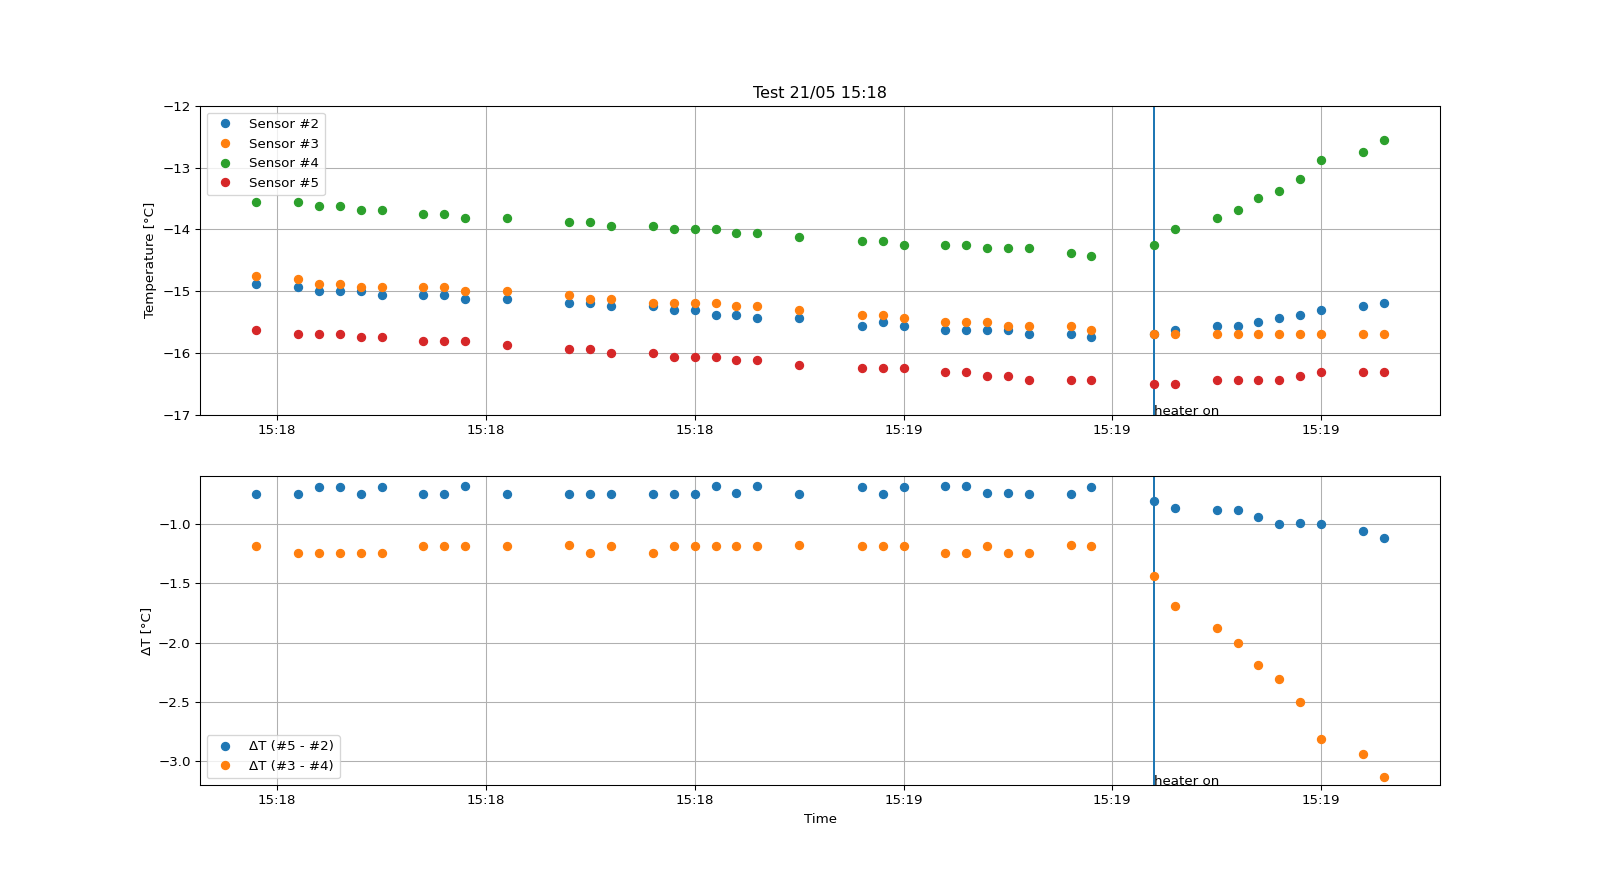 Test 21/05 15:18
Temperature [°C]
−12
−13
−14
−15
−16
−17
Sensor #2
Sensor #3
Sensor #4
Sensor #5
heater on
15:18
15:18
15:18
15:19
15:19
15:19
ΔT [°C]
−1.0
−1.5
−2.0
−2.5
−3.0
ΔT (#5 - #2)
ΔT (#3 - #4)
heater on
15:18
15:18
15:18
15:19
15:19
15:19
Time